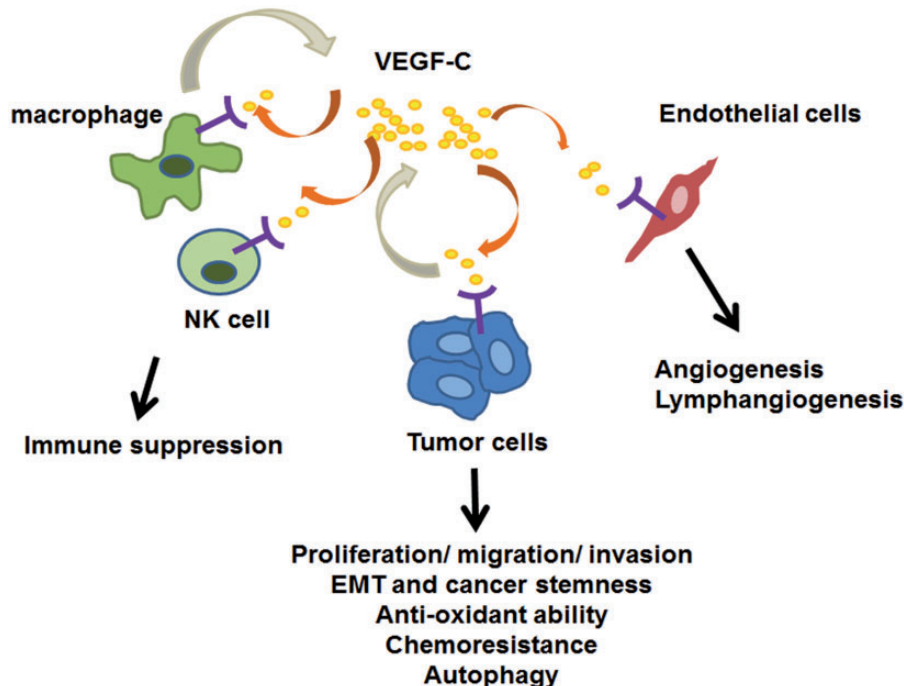 VEGF-C
macrophage
Endothelial cells
NK cell
Angiogenesis
Lymphangiogenesis
Immune suppression
Tumor cells
Proliferation/ migration/ invasion
EMT and cancer stemness
Anti-oxidant ability
Chemoresistance
Autophagy